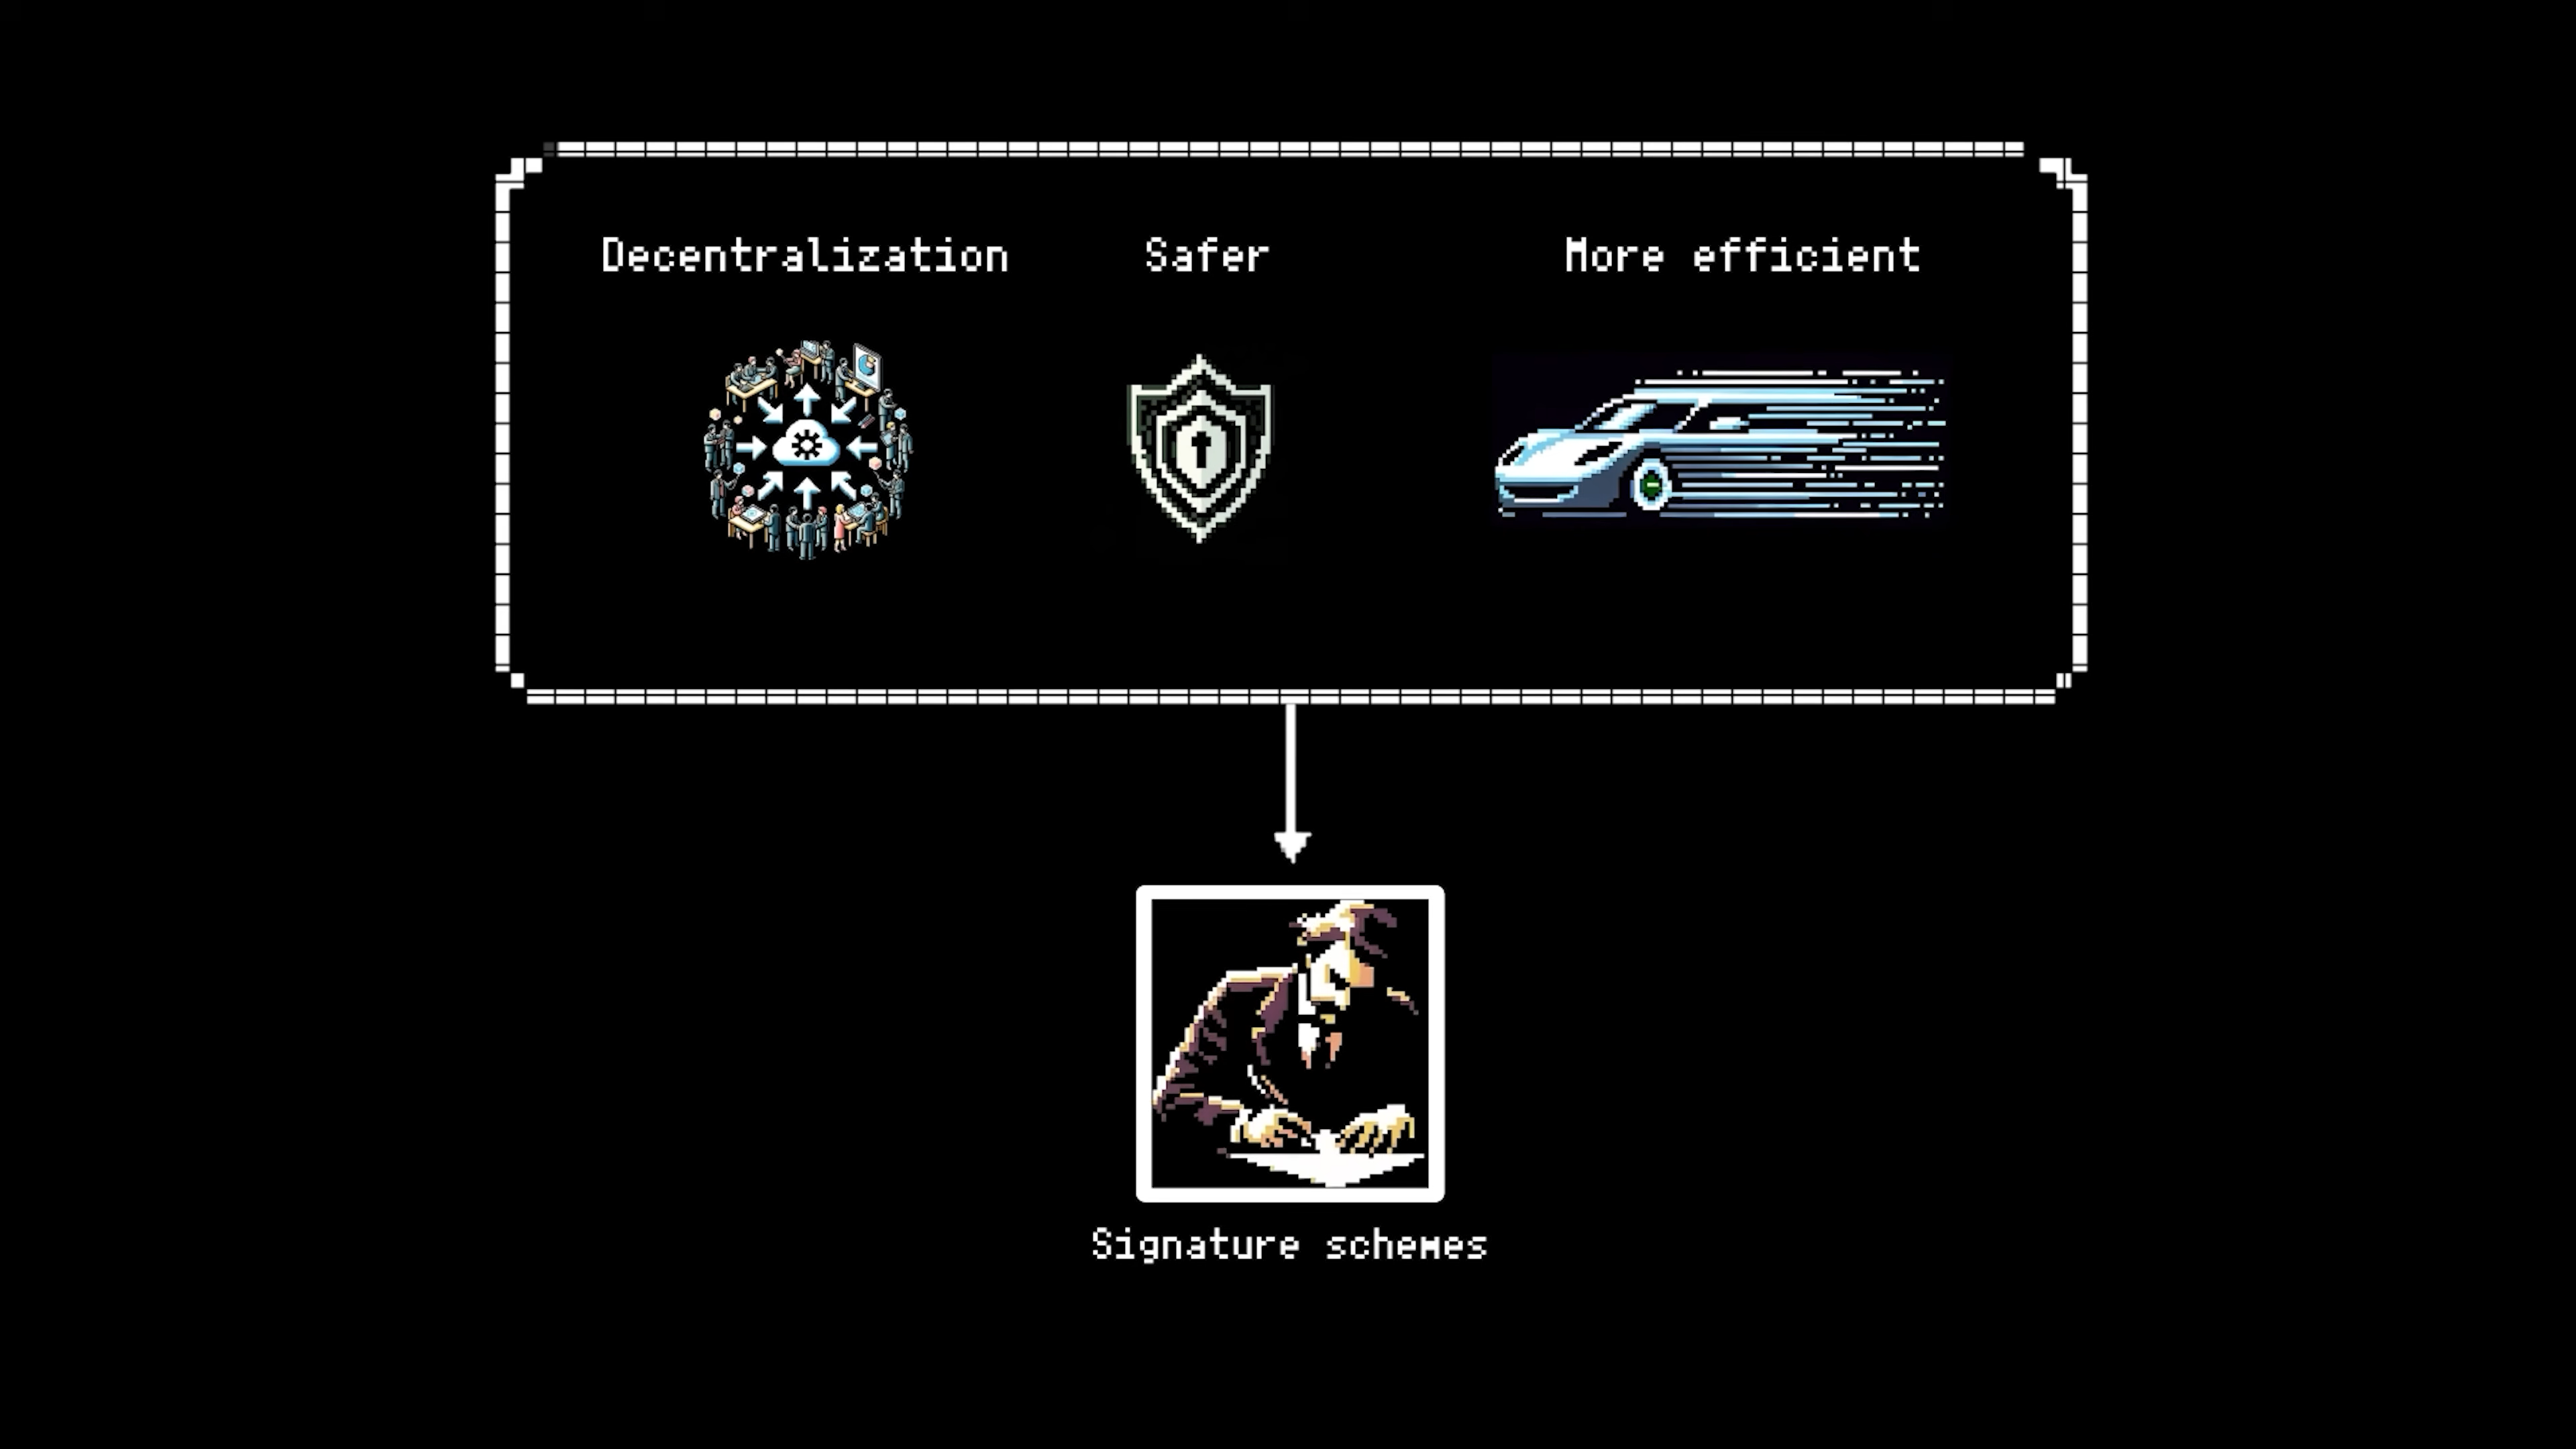 Decentralization
Safer
More efficient
Signature schemes